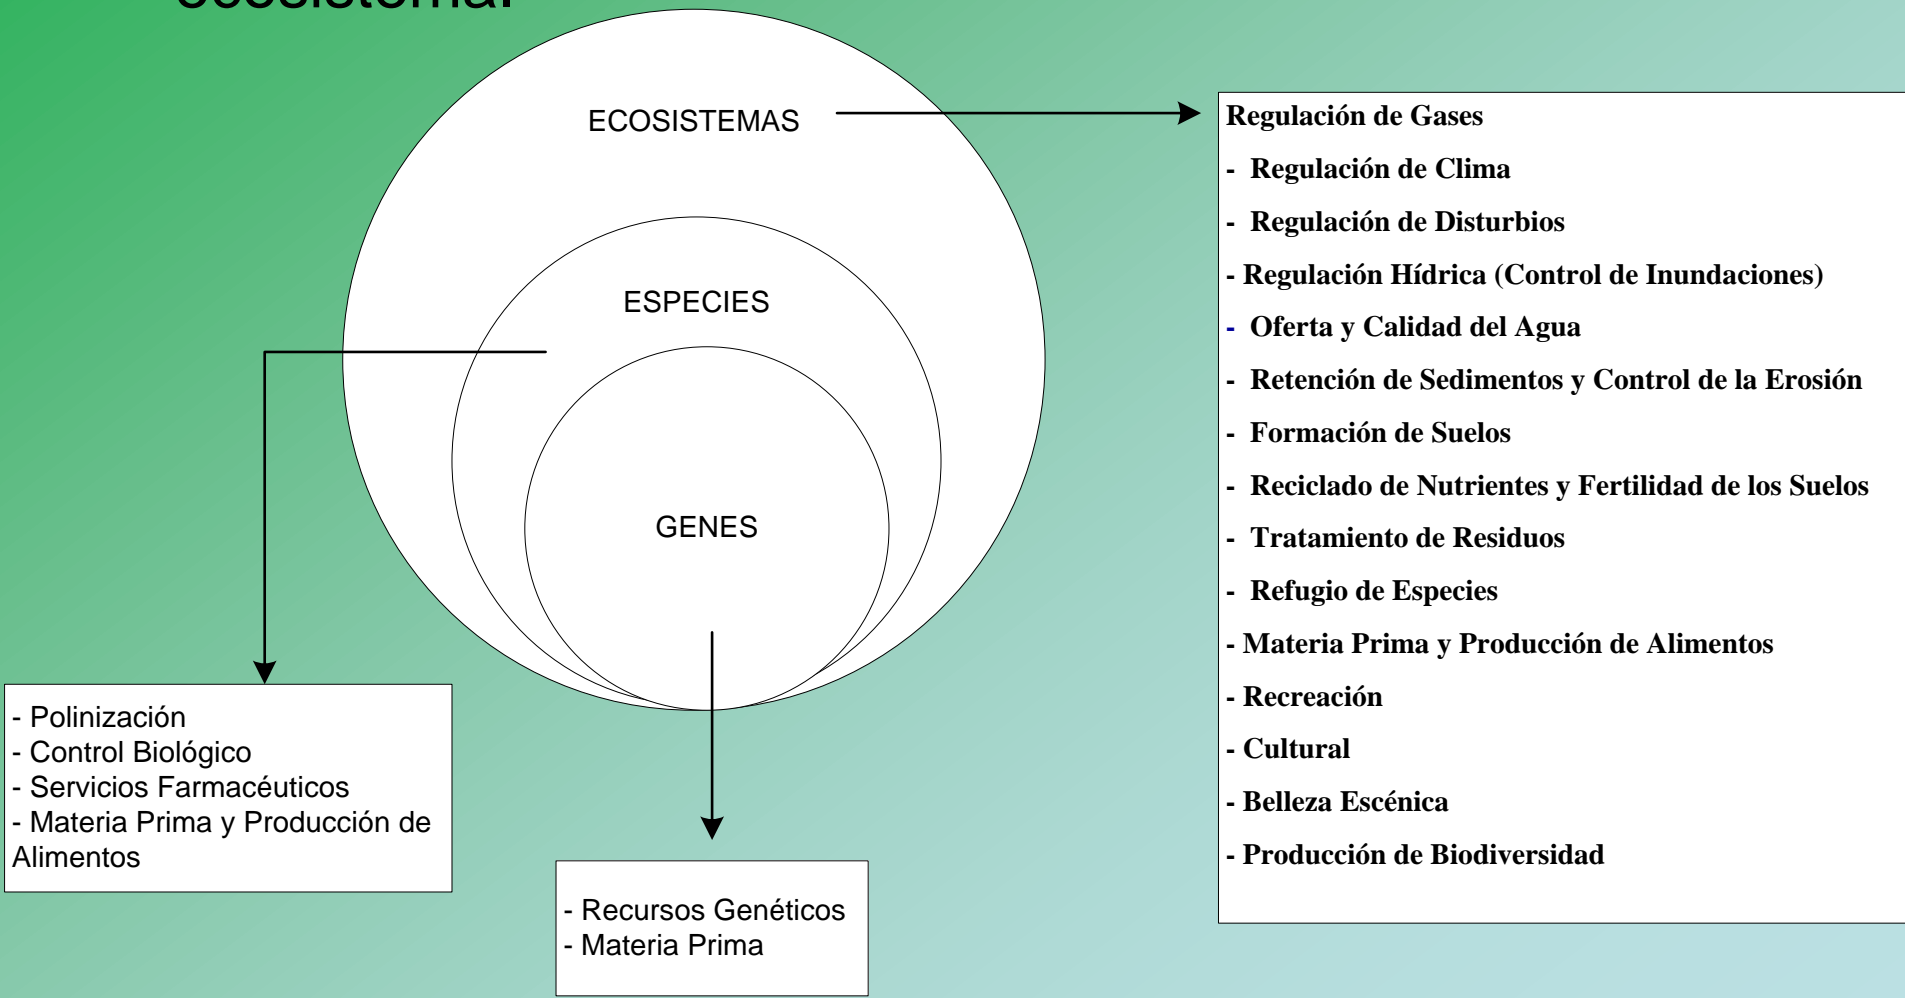 ecosistema.
ECOSISTEMAS
ESPECIES
GENES
Regulación de Gases
- Regulación de Clima
- Regulación de Disturbios
- Regulación Hídrica (Control de Inundaciones)
- Oferta y Calidad del Agua
- Retención de Sedimentos y Control de la Erosión
- Formación de Suelos
- Reciclado de Nutrientes y Fertilidad de los Suelos
- Tratamiento de Residuos
- Refugio de Especies
- Materia Prima y Producción de Alimentos
- Recreación
- Cultural
- Belleza Escénica
- Producción de Biodiversidad
- Polinización
- Control Biológico
- Servicios Farmacéuticos
- Materia Prima y Producción de
Alimentos
- Recursos Genéticos
- Materia Prima